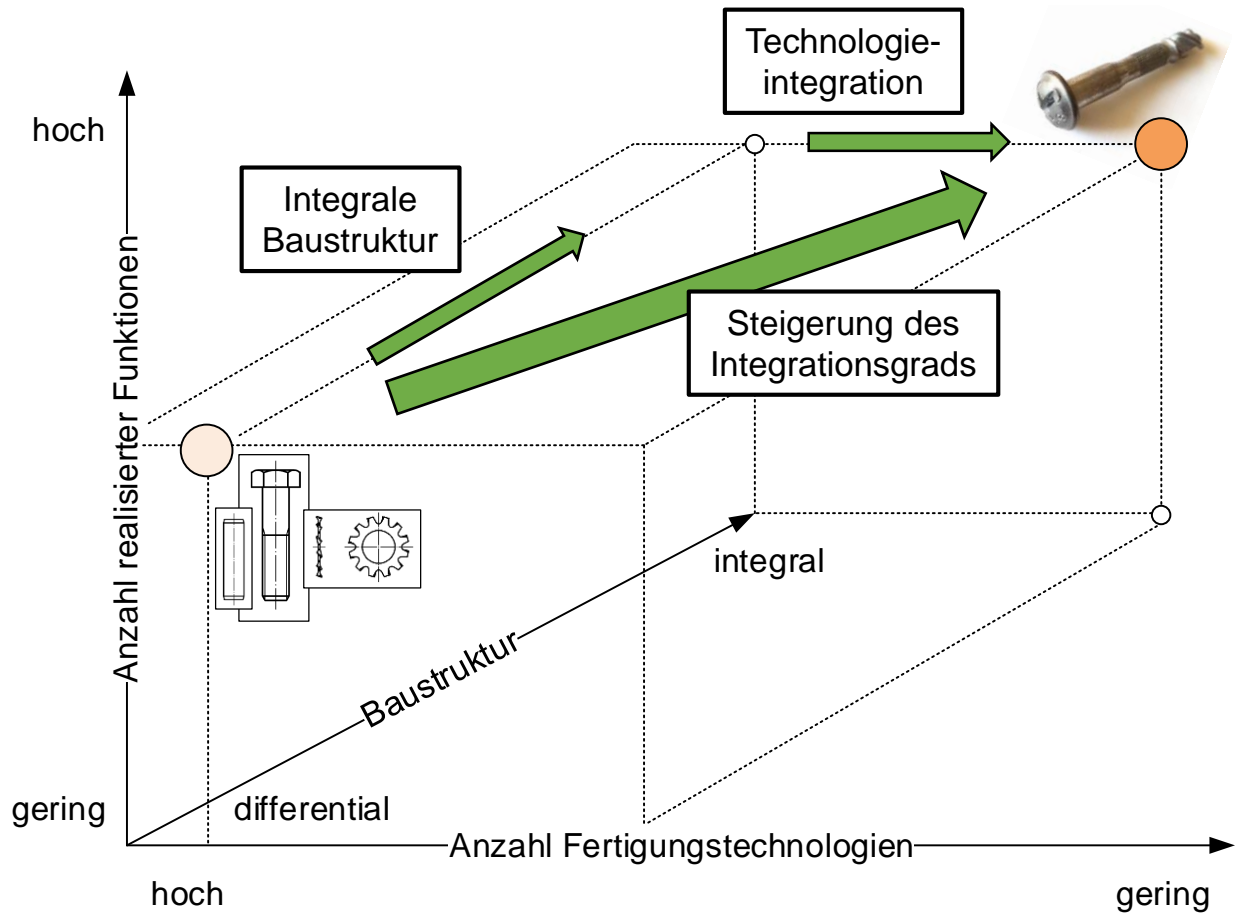 Technologie-
integration
hoch
Integrale
Baustruktur
Steigerung des
Integrationsgrads
Anzahl realisierter Funktionen
integral
Baustruktur
gering
differential
Anzahl Fertigungstechnologien
hoch
gering